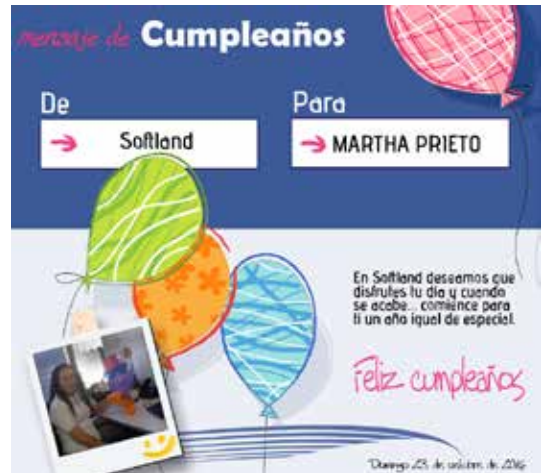 mensaje de Cumpleaños
De
Para
Softland
MARTHA PRIETO
En Softland deseamos que
disfrutes tu día y cuando
se acabe... comience para
ti un año igual de especial.
Feliz cumpleaños
Domingo 23 de octubre de 2016